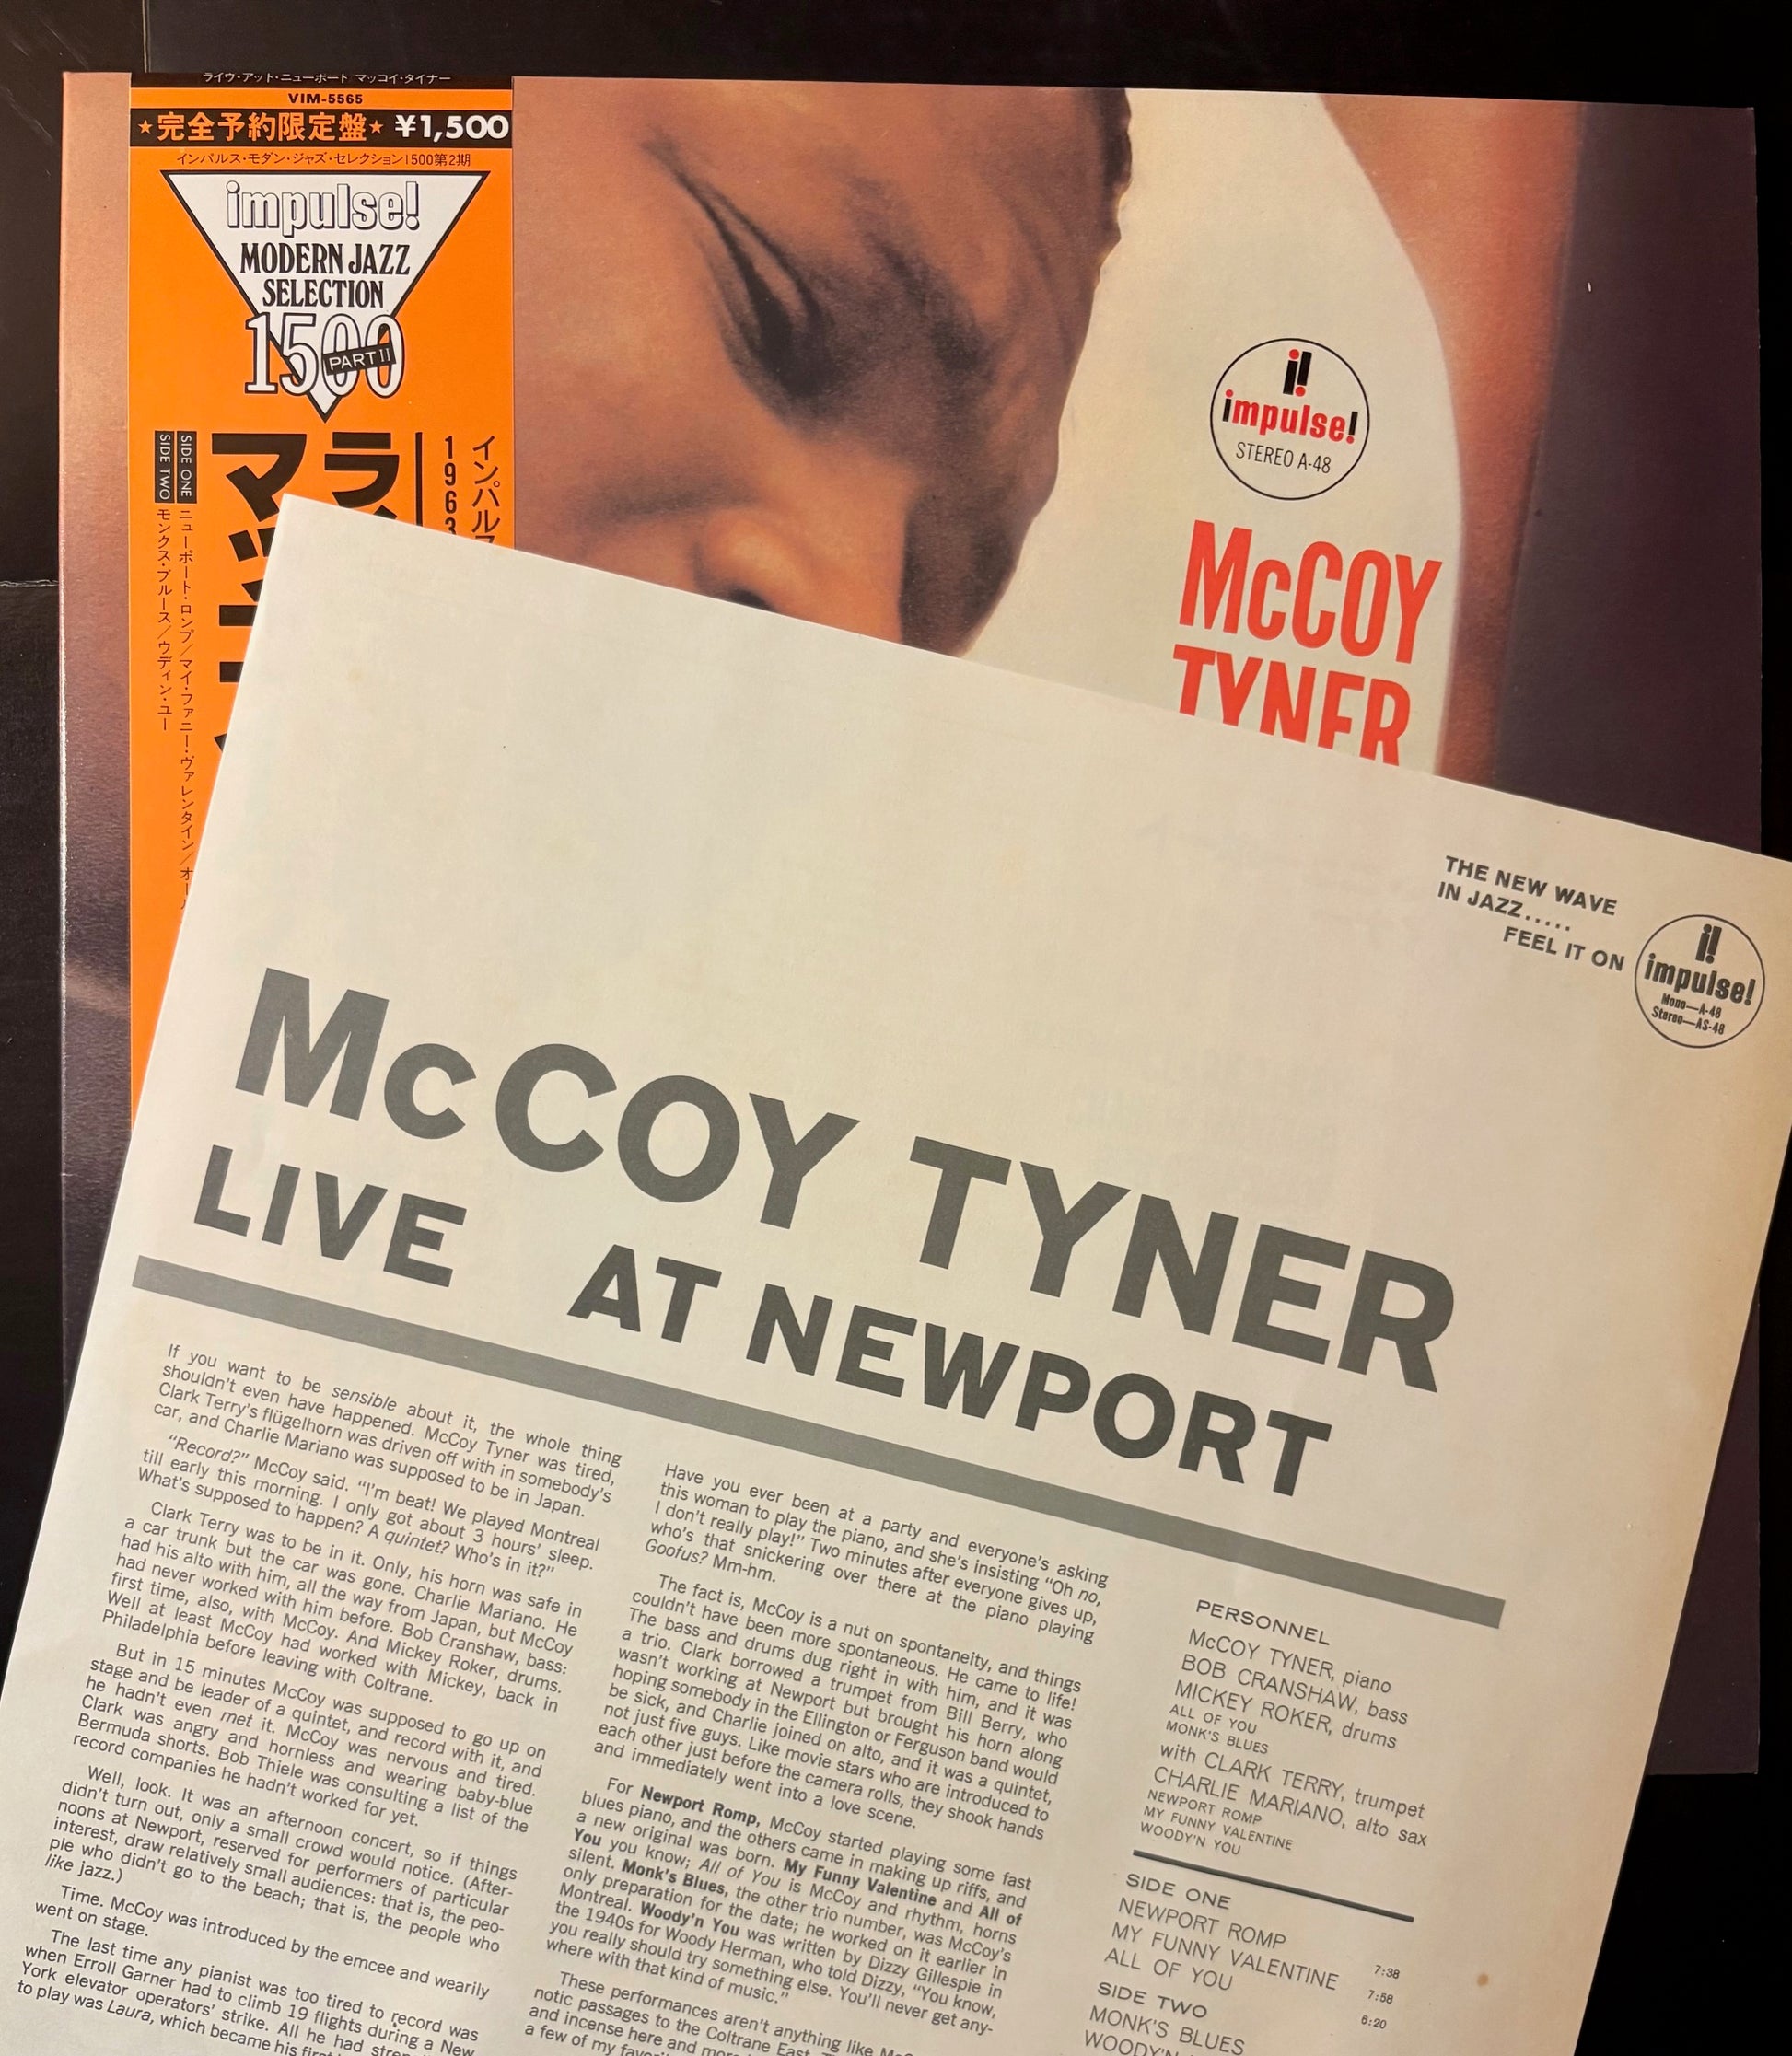 ライヴ・アット・ニューポート マッコイ・タイナー
VIM-5565
★完全予約限定盤★ ¥1,500
インパルス・モダン・ジャズ・セレクション1500第2期
impulse!
MODERN JAZZ
SELECTION
1500
PART II
インパルス
1963
ラ
マッコイ
SIDE ONE
ニューポート・ロンプ／マイ・ファニー・ヴァレンタイン／オール
SIDE TWO
モンクス・ブルース／ウディン・ユー
i!
impulse!
STEREO A-48
McCOY
TYNER
THE NEW WAVE
IN JAZZ.....
FEEL IT ON
i!
impulse!
Mono—A-48
Stereo—AS-48
McCOY TYNER
LIVE AT NEWPORT
If you want to be sensible about it, the whole thing
shouldn't even have happened. McCoy Tyner was tired,
Clark Terry's flügelhorn was driven off with in somebody's
car, and Charlie Mariano was supposed to be in Japan.
"Record?" McCoy said. "I'm beat! We played Montreal
till early this morning. I only got about 3 hours' sleep.
What's supposed to happen? A quintet? Who's in it?"
Clark Terry was to be in it. Only, his horn was safe in
a car trunk but the car was gone. Charlie Mariano. He
had his alto with him, all the way from Japan, but McCoy
had never worked with him before. Bob Cranshaw, bass:
first time, also, with McCoy. And Mickey Roker, drums.
Well at least McCoy had worked with Mickey, back in
Philadelphia before leaving with Coltrane.
But in 15 minutes McCoy was supposed to go up on
stage and be leader of a quintet, and record with it, and
he hadn't even met it. McCoy was nervous and tired.
Clark was angry and hornless and wearing baby-blue
Bermuda shorts. Bob Thiele was consulting a list of the
record companies he hadn't worked for yet.
Well, look. It was an afternoon concert, so if things
didn't turn out, only a small crowd would notice. (After-
noons at Newport, reserved for performers of particular
interest, draw relatively small audiences: that is, the peo-
ple who didn't go to the beach; that is, the people who
like jazz.)
Time. McCoy was introduced by the emcee and wearily
went on stage.
The last time any pianist was too tired to record was
when Erroll Garner had to climb 19 flights during a New
York elevator operators' strike. All he had
to play was Laura, which became his first
Have you ever been at a party and everyone's asking
this woman to play the piano, and she's insisting "Oh no,
I don't really play!" Two minutes after everyone gives up,
who's that snickering over there at the piano playing
Goofus? Mm-hm.
The fact is, McCoy is a nut on spontaneity, and things
couldn't have been more spontaneous. He came to life!
The bass and drums dug right in with him, and it was
a trio. Clark borrowed a trumpet from Bill Berry, who
wasn't working at Newport but brought his horn along
hoping somebody in the Ellington or Ferguson band would
be sick, and Charlie joined on alto, and it was a quintet,
not just five guys. Like movie stars who are introduced to
each other just before the camera rolls, they shook hands
and immediately went into a love scene.
For Newport Romp, McCoy started playing some fast
blues piano, and the others came in making up riffs, and
a new original was born. My Funny Valentine and All of
You you know; All of You is McCoy and rhythm, horns
silent. Monk's Blues, the other trio number, was McCoy's
only preparation for the date; he worked on it earlier in
Montreal. Woody'n You was written by Dizzy Gillespie in
the 1940s for Woody Herman, who told Dizzy, "You know,
you really should try something else. You'll never get any-
where with that kind of music."
These performances aren't anything like
notic passages to the Coltrane East.
and incense here and
a few of my
PERSONNEL
McCOY TYNER, piano
BOB CRANSHAW, bass
MICKEY ROKER, drums
ALL OF YOU
MONK'S BLUES
with CLARK TERRY, trumpet
CHARLIE MARIANO, alto sax
NEWPORT ROMP
MY FUNNY VALENTINE
WOODY'N YOU
SIDE ONE
NEWPORT ROMP 7:38
MY FUNNY VALENTINE 7:58
ALL OF YOU 6:20
SIDE TWO
MONK'S BLUES
WOODY'N